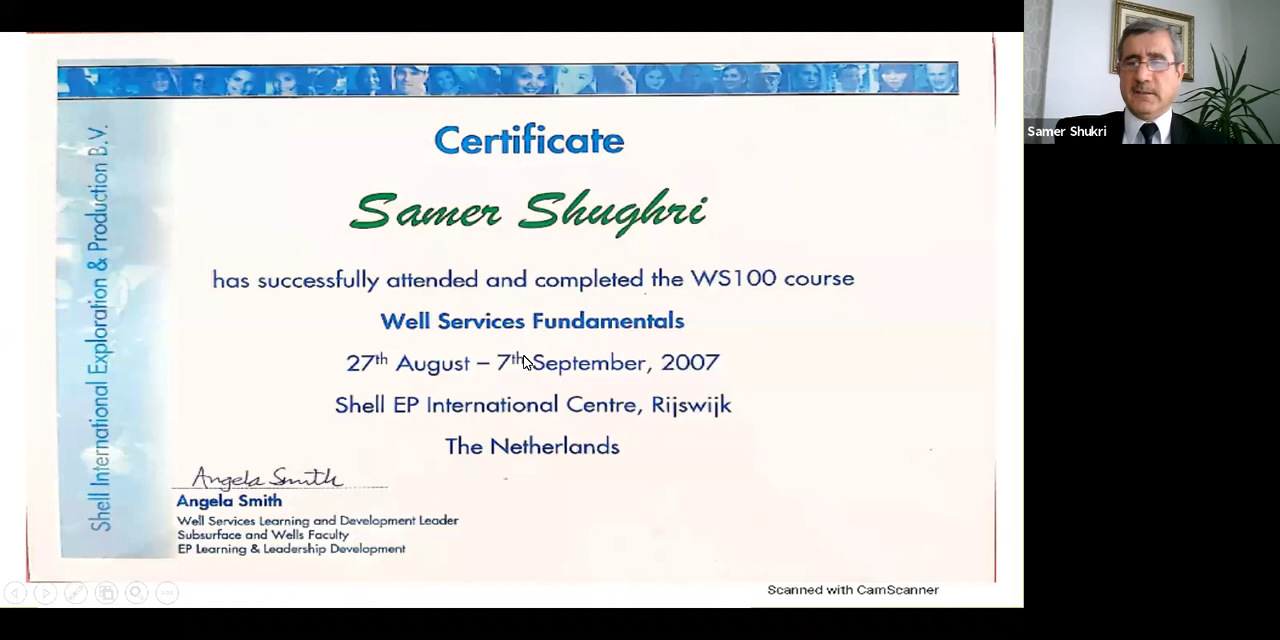 Certificate
Samer Shughri
has successfully attended and completed the WS100 course
Well Services Fundamentals
27th August – 7th September, 2007
Shell EP International Centre, Rijswijk
The Netherlands
Angela Smith
Angela Smith
Well Services Learning and Development Leader
Subsurface and Wells Faculty
EP Learning & Leadership Development
Shell International Exploration & Production B.V.
Scanned with CamScanner
Samer Shukri